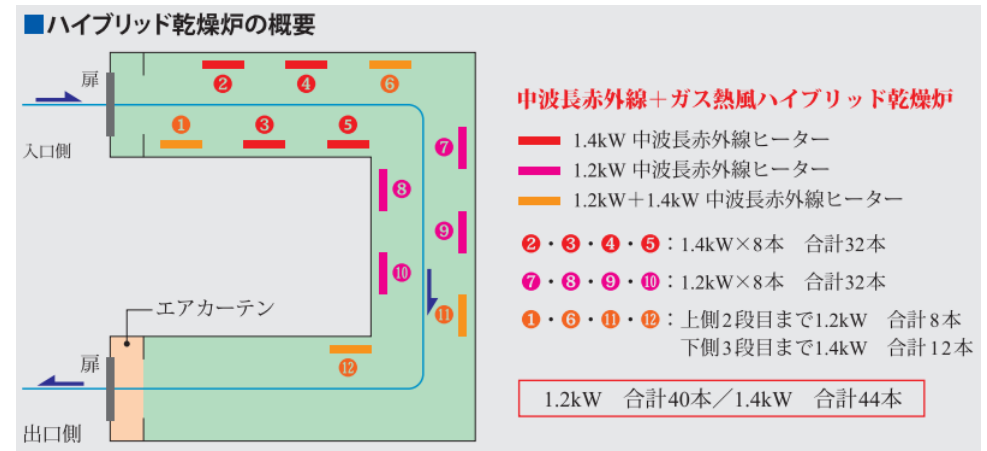 ■ハイブリッド乾燥炉の概要
扉
❷
❹
❻
入口側
❶
❸
❺
❼
❽
❾
❿
⓫
エアカーテン
扉
⓬
出口側
中波長赤外線＋ガス熱風ハイブリッド乾燥炉
1.4kW 中波長赤外線ヒーター
1.2kW 中波長赤外線ヒーター
1.2kW＋1.4kW 中波長赤外線ヒーター
❷・❸・❹・❺：1.4kW×8本　合計32本
❼・❽・❾・❿：1.2kW×8本　合計32本
❶・❻・⓫・⓬：上側2段目まで1.2kW　合計8本
下側3段目まで1.4kW　合計12本
1.2kW　合計40本／1.4kW　合計44本